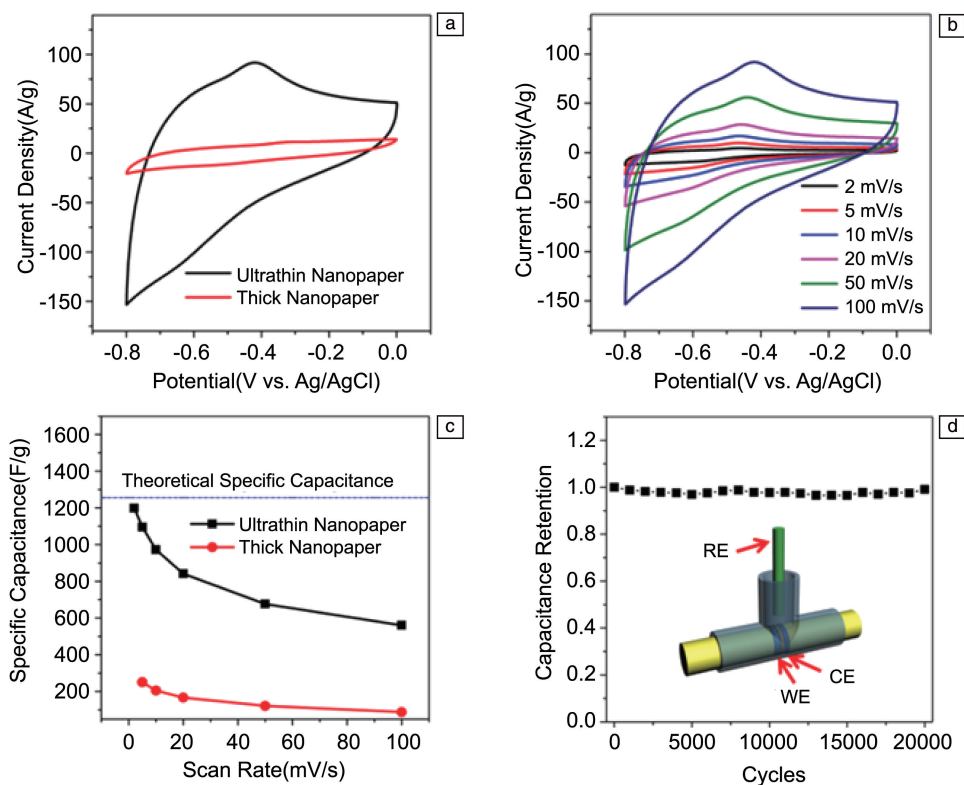 a
Current Density(A/g)
100
50
0
-50
-100
-150
Ultrathin Nanopaper
Thick Nanopaper
-0.8 -0.6 -0.4 -0.2 0.0
Potential(V vs. Ag/AgCl)
b
Current Density(A/g)
100
50
0
-50
-100
-150
2 mV/s
5 mV/s
10 mV/s
20 mV/s
50 mV/s
100 mV/s
-0.8 -0.6 -0.4 -0.2 0.0
Potential(V vs. Ag/AgCl)
c
Specific Capacitance(F/g)
1600
1400
1200
1000
800
600
400
200
Theoretical Specific Capacitance
Ultrathin Nanopaper
Thick Nanopaper
0 20 40 60 80 100
Scan Rate(mV/s)
d
Capacitance Retention
1.2
1.0
0.8
0.6
0.4
0.2
0.0
RE
CE
WE
0 5000 10000 15000 20000
Cycles